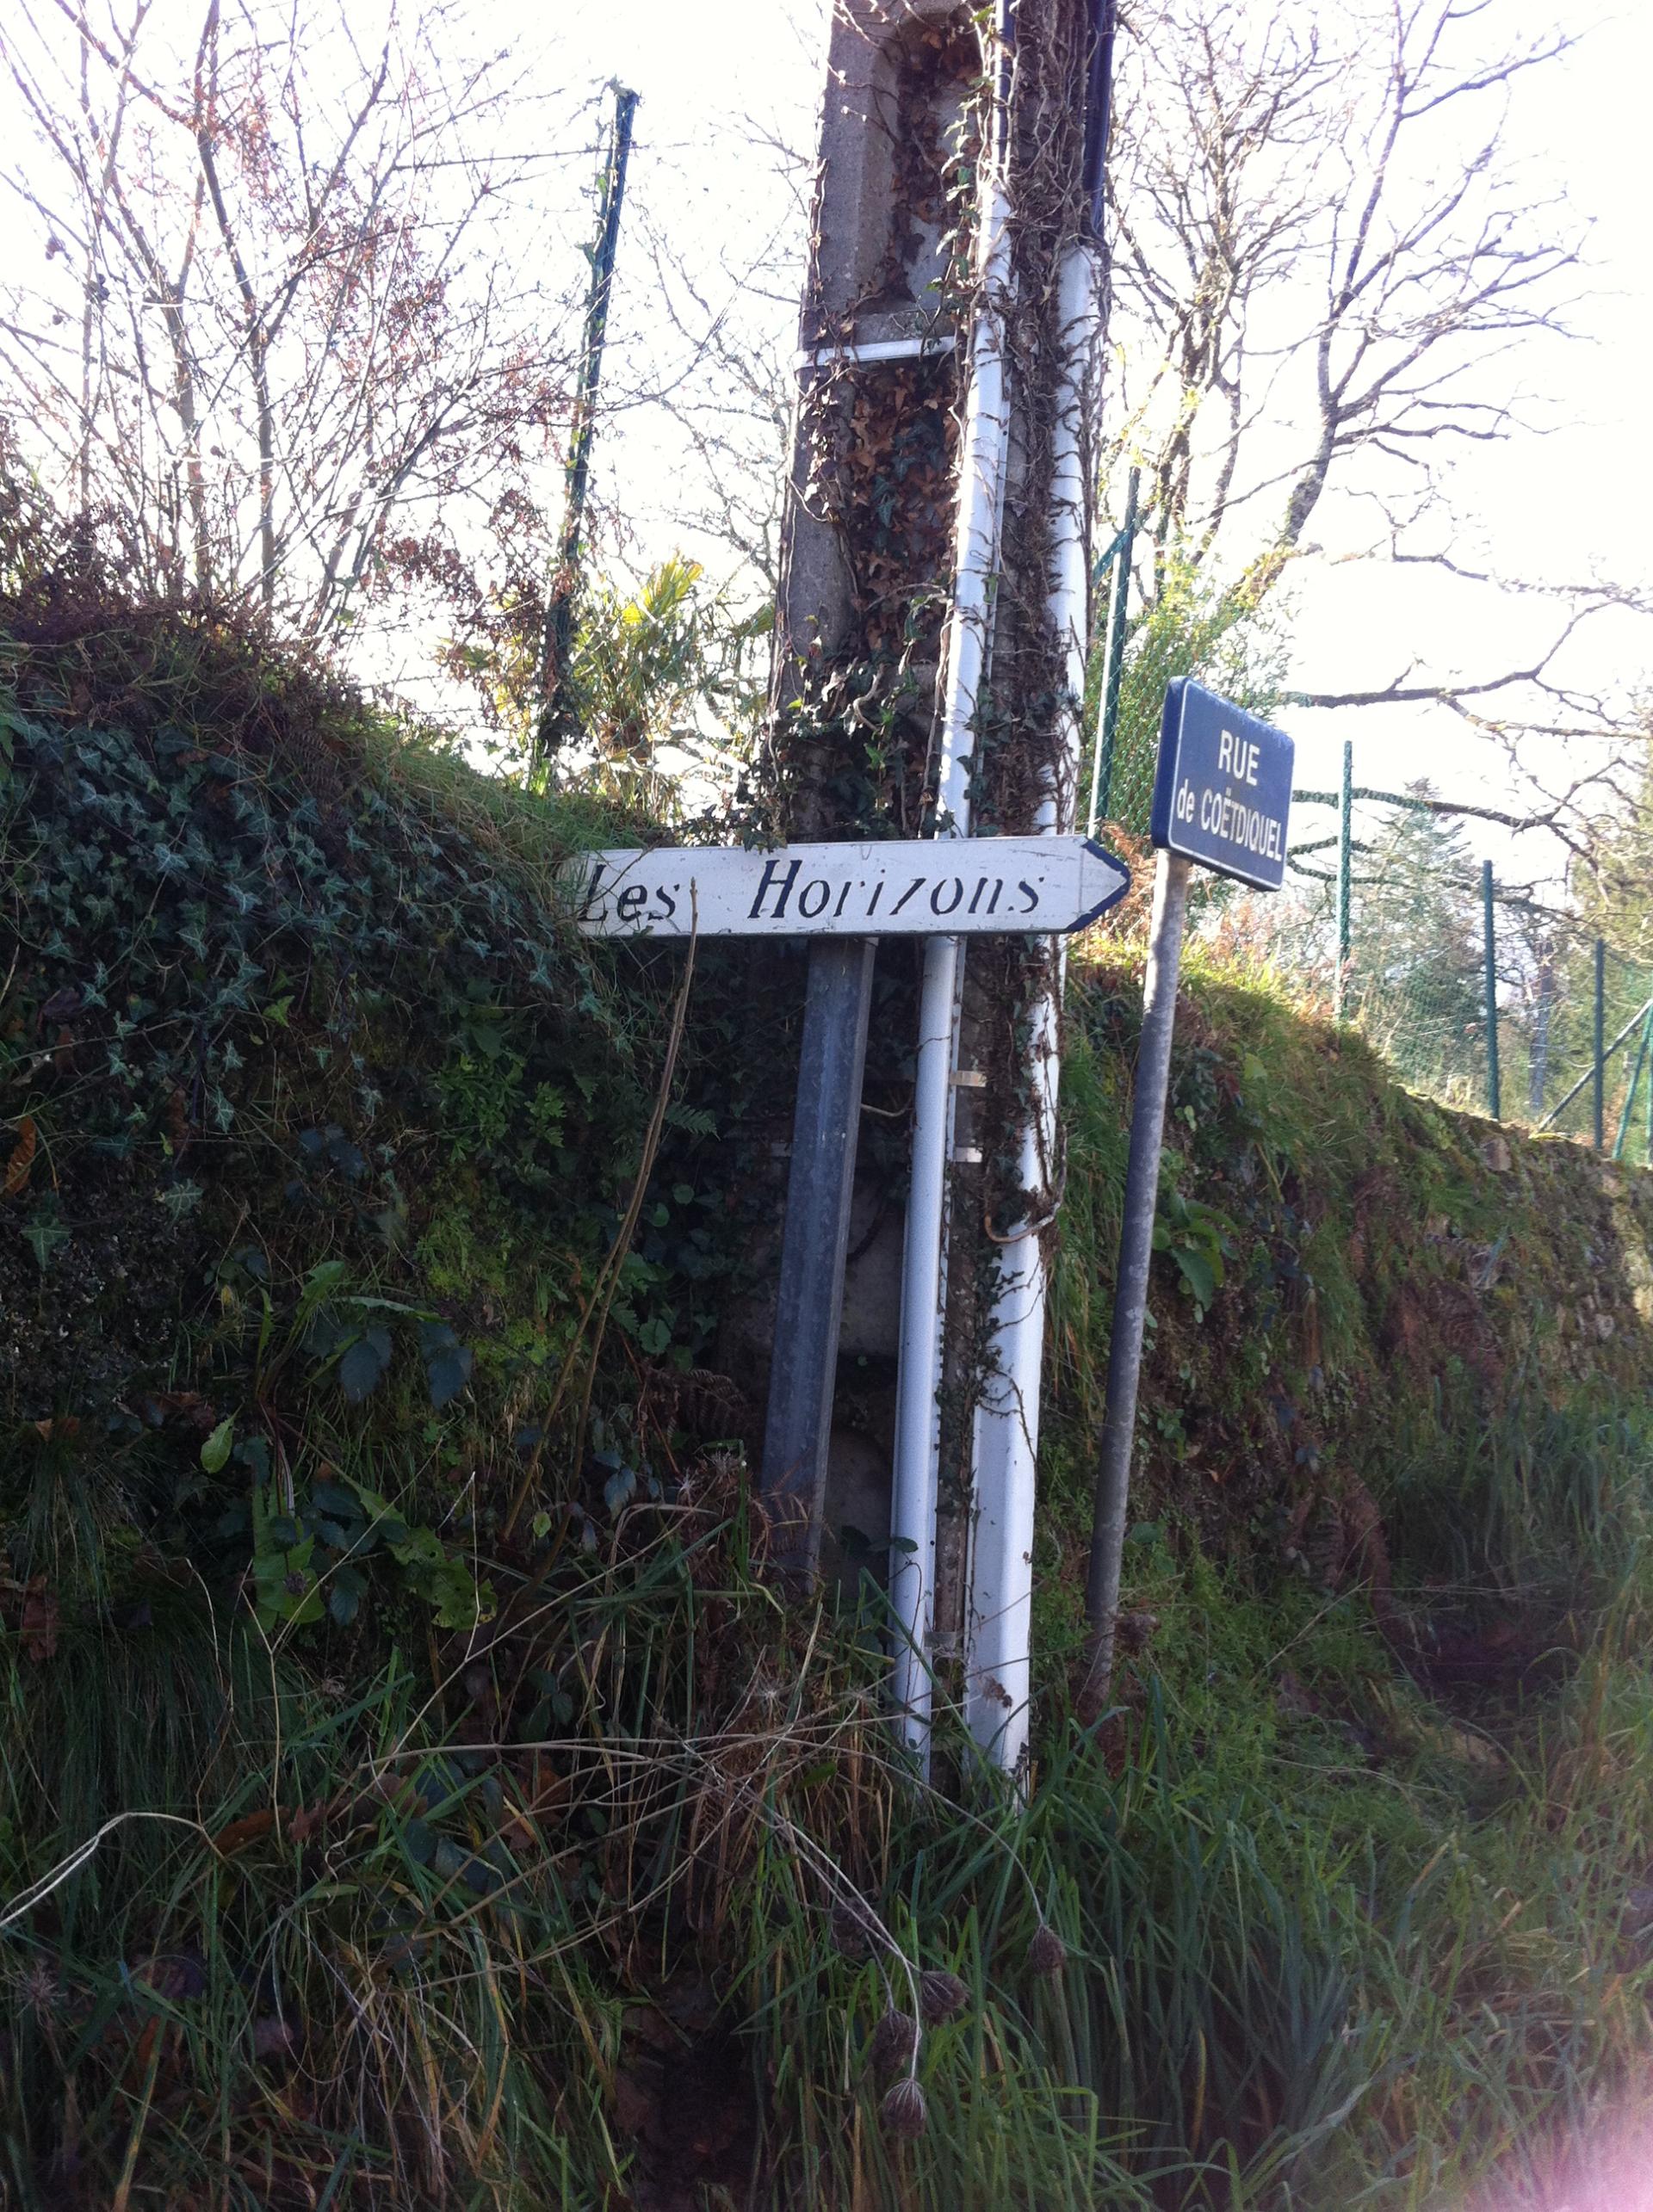 Les Horizons
RUE
de COËTDIQUEL